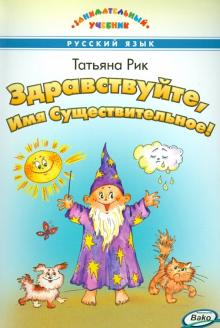 ЗАНИМАТЕЛЬНЫЙ
УЧЕБНИК
РУССКИЙ ЯЗЫК
Татьяна Рик
Здравствуйте,
Имя Существительное!
Вако